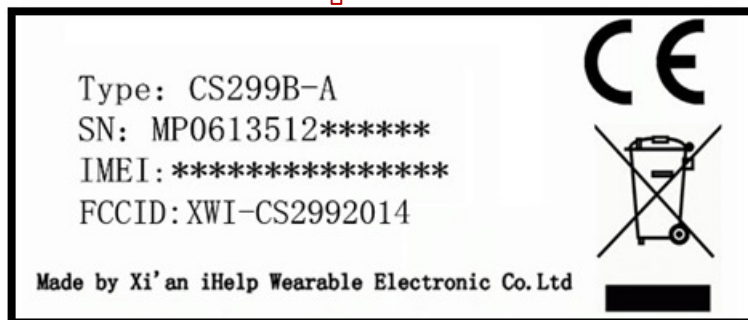 Type: CS299B-A
SN: MP0613512******
IMEI:***************
FCCID:XWI-CS2992014
Made by Xi'an iHelp Wearable Electronic Co.Ltd
CE